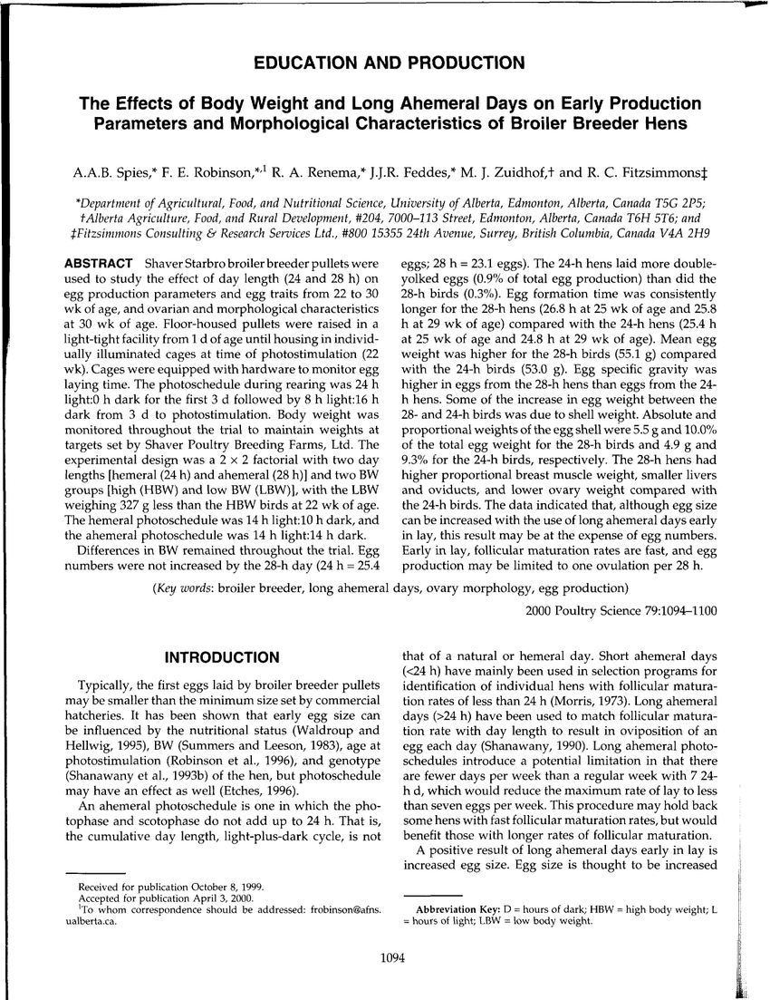 EDUCATION AND PRODUCTION
The Effects of Body Weight and Long Ahemeral Days on Early Production
Parameters and Morphological Characteristics of Broiler Breeder Hens
A.A.B. Spies,* F. E. Robinson,*,1 R. A. Renema,* J.J.R. Feddes,* M. J. Zuidhof,† and R. C. Fitzsimmons‡
*Department of Agricultural, Food, and Nutritional Science, University of Alberta, Edmonton, Alberta, Canada T5G 2P5;
†Alberta Agriculture, Food, and Rural Development, #204, 7000–113 Street, Edmonton, Alberta, Canada T6H 5T6; and
‡Fitzsimmons Consulting & Research Services Ltd., #800 15355 24th Avenue, Surrey, British Columbia, Canada V4A 2H9
ABSTRACT Shaver Starbro broiler breeder pullets were
used to study the effect of day length (24 and 28 h) on
egg production parameters and egg traits from 22 to 30
wk of age, and ovarian and morphological characteristics
at 30 wk of age. Floor-housed pullets were raised in a
light-tight facility from 1 d of age until housing in individ-
ually illuminated cages at time of photostimulation (22
wk). Cages were equipped with hardware to monitor egg
laying time. The photoschedule during rearing was 24 h
light:0 h dark for the first 3 d followed by 8 h light:16 h
dark from 3 d to photostimulation. Body weight was
monitored throughout the trial to maintain weights at
targets set by Shaver Poultry Breeding Farms, Ltd. The
experimental design was a 2 × 2 factorial with two day
lengths [hemeral (24 h) and ahemeral (28 h)] and two BW
groups [high (HBW) and low BW (LBW)], with the LBW
weighing 327 g less than the HBW birds at 22 wk of age.
The hemeral photoschedule was 14 h light:10 h dark, and
the ahemeral photoschedule was 14 h light:14 h dark.
Differences in BW remained throughout the trial. Egg
numbers were not increased by the 28-h day (24 h = 25.4
eggs; 28 h = 23.1 eggs). The 24-h hens laid more double-
yolked eggs (0.9% of total egg production) than did the
28-h birds (0.3%). Egg formation time was consistently
longer for the 28-h hens (26.8 h at 25 wk of age and 25.8
h at 29 wk of age) compared with the 24-h hens (25.4 h
at 25 wk of age and 24.8 h at 29 wk of age). Mean egg
weight was higher for the 28-h birds (55.1 g) compared
with the 24-h birds (53.0 g). Egg specific gravity was
higher in eggs from the 28-h hens than eggs from the 24-
h hens. Some of the increase in egg weight between the
28- and 24-h birds was due to shell weight. Absolute and
proportional weights of the egg shell were 5.5 g and 10.0%
of the total egg weight for the 28-h birds and 4.9 g and
9.3% for the 24-h birds, respectively. The 28-h hens had
higher proportional breast muscle weight, smaller livers
and oviducts, and lower ovary weight compared with
the 24-h birds. The data indicated that, although egg size
can be increased with the use of long ahemeral days early
in lay, this result may be at the expense of egg numbers.
Early in lay, follicular maturation rates are fast, and egg
production may be limited to one ovulation per 28 h.
(Key words: broiler breeder, long ahemeral days, ovary morphology, egg production)
2000 Poultry Science 79:1094–1100
INTRODUCTION
Typically, the first eggs laid by broiler breeder pullets
may be smaller than the minimum size set by commercial
hatcheries. It has been shown that early egg size can
be influenced by the nutritional status (Waldroup and
Hellwig, 1995), BW (Summers and Leeson, 1983), age at
photostimulation (Robinson et al., 1996), and genotype
(Shanawany et al., 1993b) of the hen, but photoschedule
may have an effect as well (Etches, 1996).
An ahemeral photoschedule is one in which the pho-
tophase and scotophase do not add up to 24 h. That is,
the cumulative day length, light-plus-dark cycle, is not
that of a natural or hemeral day. Short ahemeral days
(<24 h) have mainly been used in selection programs for
identification of individual hens with follicular matura-
tion rates of less than 24 h (Morris, 1973). Long ahemeral
days (>24 h) have been used to match follicular matura-
tion rate with day length to result in oviposition of an
egg each day (Shanawany, 1990). Long ahemeral photo-
schedules introduce a potential limitation in that there
are fewer days per week than a regular week with 7 24-
h d, which would reduce the maximum rate of lay to less
than seven eggs per week. This procedure may hold back
some hens with fast follicular maturation rates, but would
benefit those with longer rates of follicular maturation.
A positive result of long ahemeral days early in lay is
increased egg size. Egg size is thought to be increased
Received for publication October 8, 1999.
Accepted for publication April 3, 2000.
1To whom correspondence should be addressed: frobinson@afns.
ualberta.ca.
Abbreviation Key: D = hours of dark; HBW = high body weight; L
= hours of light; LBW = low body weight.
1094